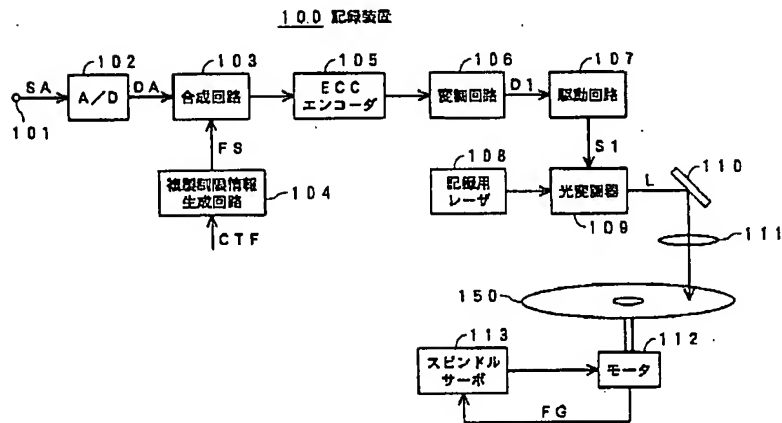 100 記録装置
102
103
105
106
107
SA
A/D
DA
合成回路
ECC
エンコーダ
変調回路
D1
駆動回路
101
FS
S1
複製制限情報
生成回路
104
CTF
108
記録用
レーザ
光変調器
109
L
110
111
150
113
スピンドル
サーボ
112
モータ
FG